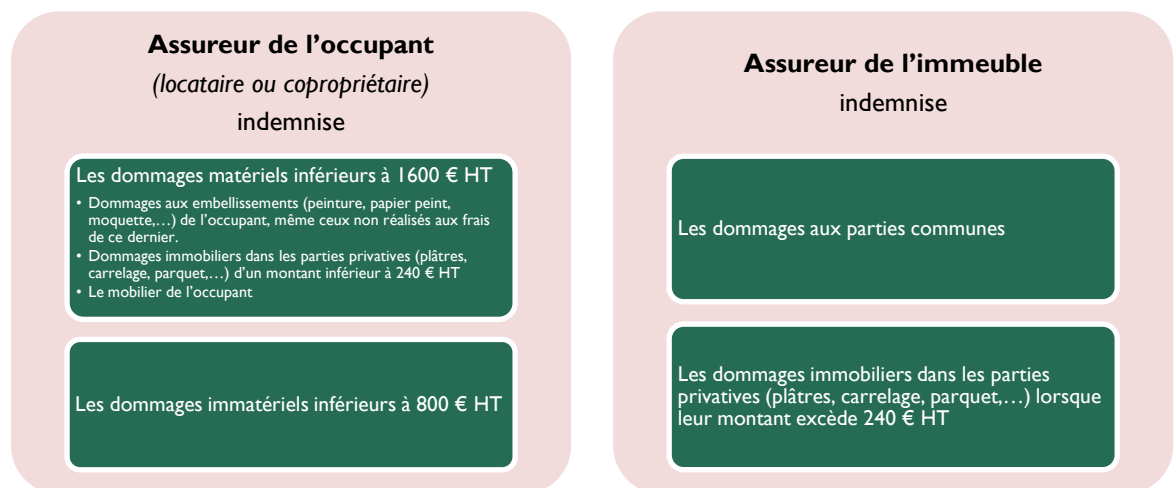 Assureur de l’occupant
(locataire ou copropriétaire)
indemnise
Les dommages matériels inférieurs à 1600 € HT
• Dommages aux embellissements (peinture, papier peint,
moquette,…) de l’occupant, même ceux non réalisés aux frais
de ce dernier.
• Dommages immobiliers dans les parties privatives (plâtres,
carrelage, parquet,…) d’un montant inférieur à 240 € HT
• Le mobilier de l’occupant
Les dommages immatériels inférieurs à 800 € HT
Assureur de l’immeuble
indemnise
Les dommages aux parties communes
Les dommages immobiliers dans les parties
privatives (plâtres, carrelage, parquet,…) lorsque
leur montant excède 240 € HT